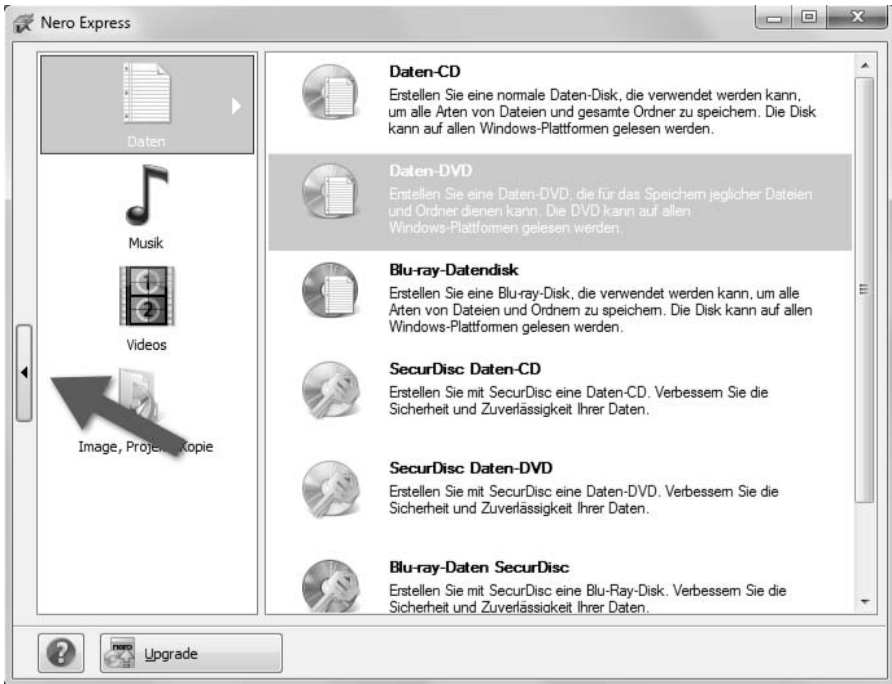 Nero Express
Daten
Musik
1
2
Videos
Image, Projekt, Kopie
Daten-CD
Erstellen Sie eine normale Daten-Disk, die verwendet werden kann,
um alle Arten von Dateien und gesamte Ordner zu speichern. Die Disk
kann auf allen Windows-Plattformen gelesen werden.
Daten-DVD
Erstellen Sie eine Daten-DVD, die für das Speichern jeglicher Dateien
und Ordner dienen kann. Die DVD kann auf allen
Windows-Plattformen gelesen werden.
Blu-ray-Datendisk
Erstellen Sie eine Blu-ray-Disk, die verwendet werden kann, um alle
Arten von Dateien und Ordnern zu speichern. Die Disk kann auf allen
Windows-Plattformen gelesen werden.
SecurDisc Daten-CD
Erstellen Sie mit SecurDisc eine Daten-CD. Verbessern Sie die
Sicherheit und Zuverlässigkeit Ihrer Daten.
SecurDisc Daten-DVD
Erstellen Sie mit SecurDisc eine Daten-DVD. Verbessern Sie die
Sicherheit und Zuverlässigkeit Ihrer Daten.
Blu-ray-Daten SecurDisc
Erstellen Sie mit SecurDisc eine Blu-Ray-Disk. Verbessern Sie die
Sicherheit und Zuverlässigkeit Ihrer Daten.
?
nero
Upgrade